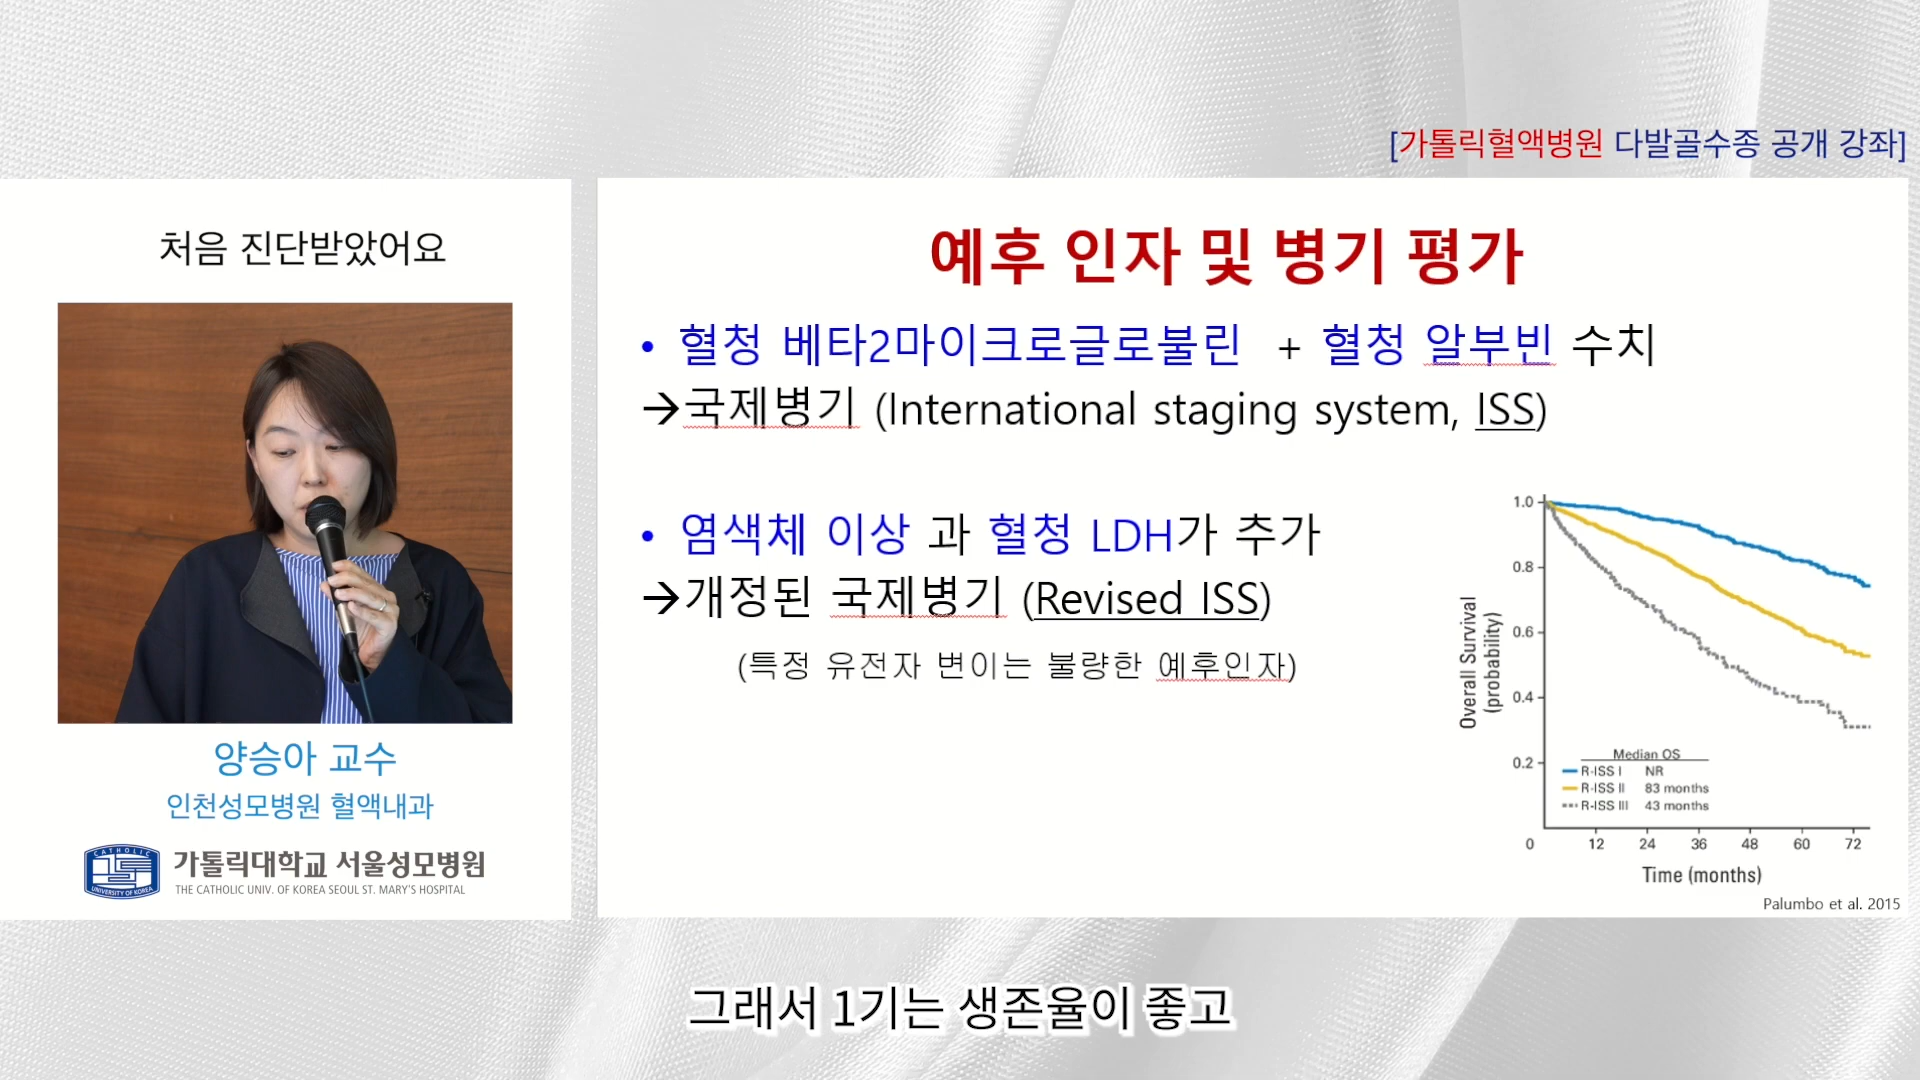 [가톨릭혈액병원 다발골수종 공개 강좌]
처음 진단받았어요
양승아 교수
인천성모병원 혈액내과
CATHOLIC
UNIVERSITY OF KOREA
가톨릭대학교 서울성모병원
THE CATHOLIC UNIV. OF KOREA SEOUL ST. MARY'S HOSPITAL
예후 인자 및 병기 평가
• 혈청 베타2마이크로글로불린 + 혈청 알부빈 수치
→국제병기 (International staging system, ISS)
• 염색체 이상 과 혈청 LDH가 추가
→개정된 국제병기 (Revised ISS)
(특정 유전자 변이는 불량한 예후인자)
Overall Survival
(probability)
1.0
0.8
0.6
0.4
0.2
Median OS
R-ISS I NR
R-ISS II 83 months
R-ISS III 43 months
0 12 24 36 48 60 72
Time (months)
Palumbo et al. 2015
그래서 1기는 생존율이 좋고